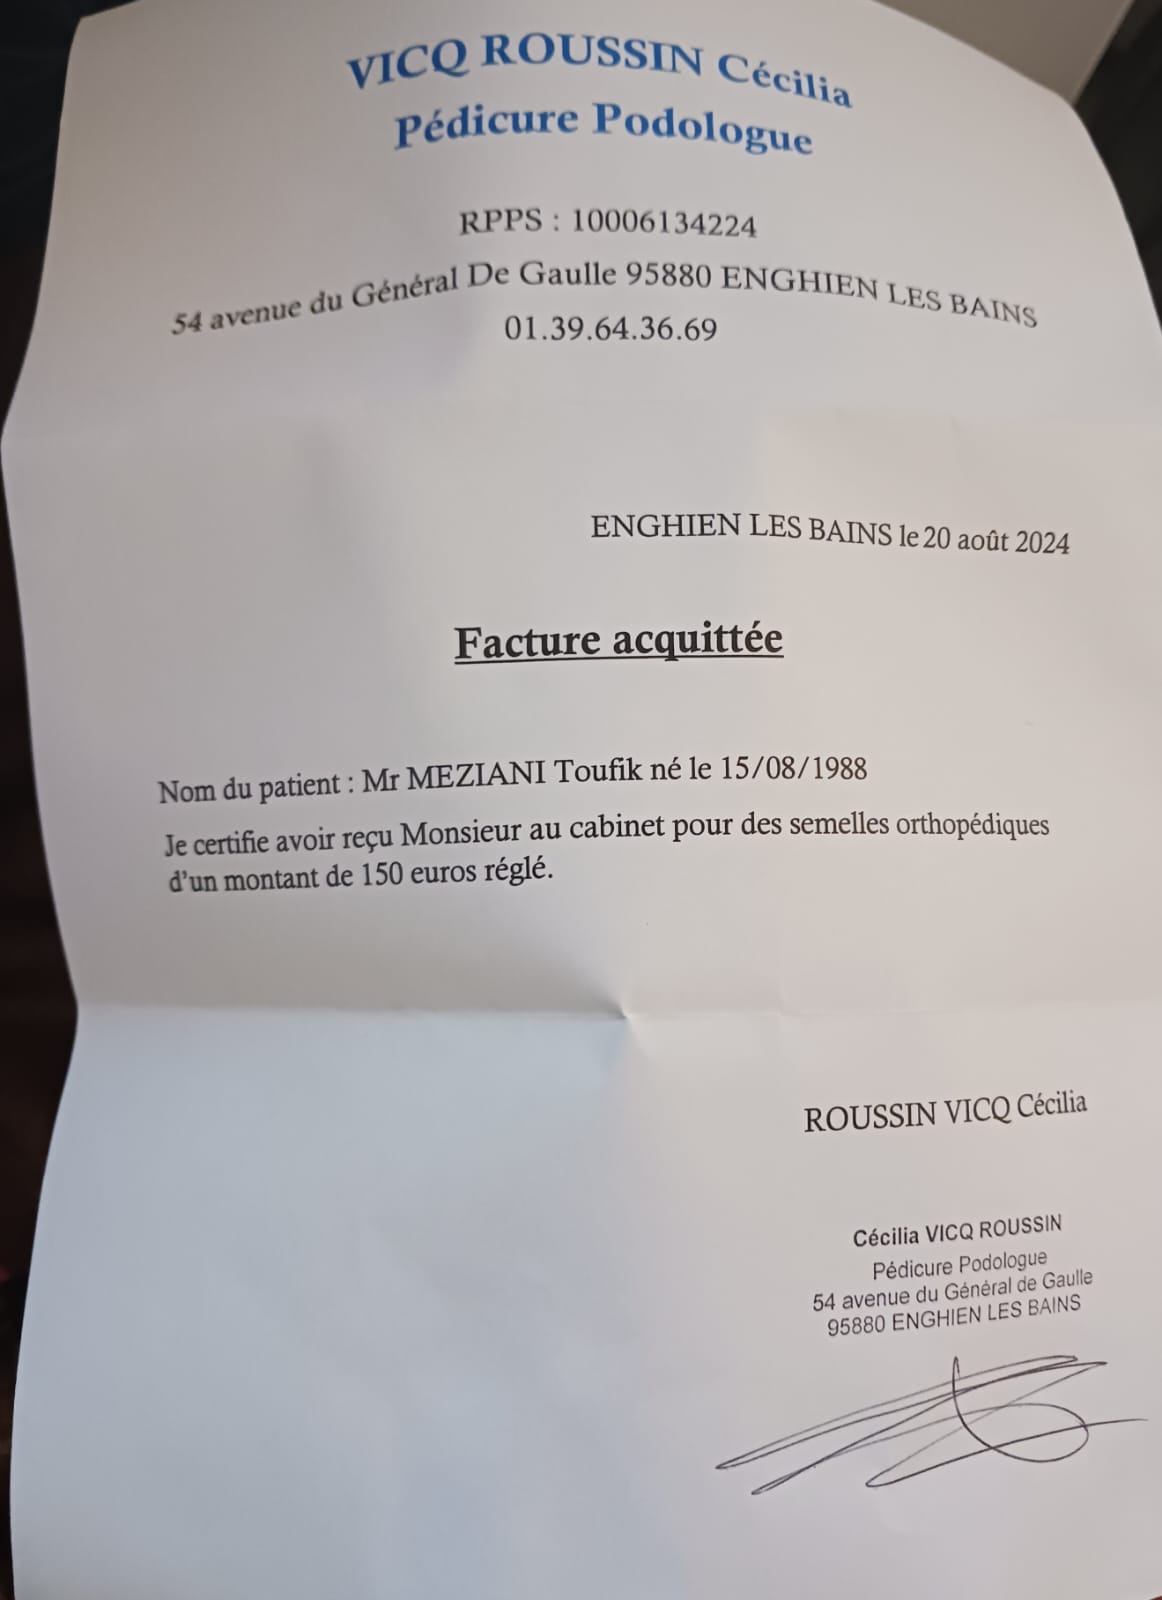 VICQ ROUSSIN Cécilia
Pédicure Podologue
RPPS : 10006134224
54 avenue du Général De Gaulle 95880 ENGHIEN LES BAINS
01.39.64.36.69
ENGHIEN LES BAINS le 20 août 2024
Facture acquittée
Nom du patient : Mr MEZIANI Toufik né le 15/08/1988
Je certifie avoir reçu Monsieur au cabinet pour des semelles orthopédiques
d'un montant de 150 euros réglé.
ROUSSIN VICQ Cécilia
Cécilia VICQ ROUSSIN
Pédicure Podologue
54 avenue du Général de Gaulle
95880 ENGHIEN LES BAINS